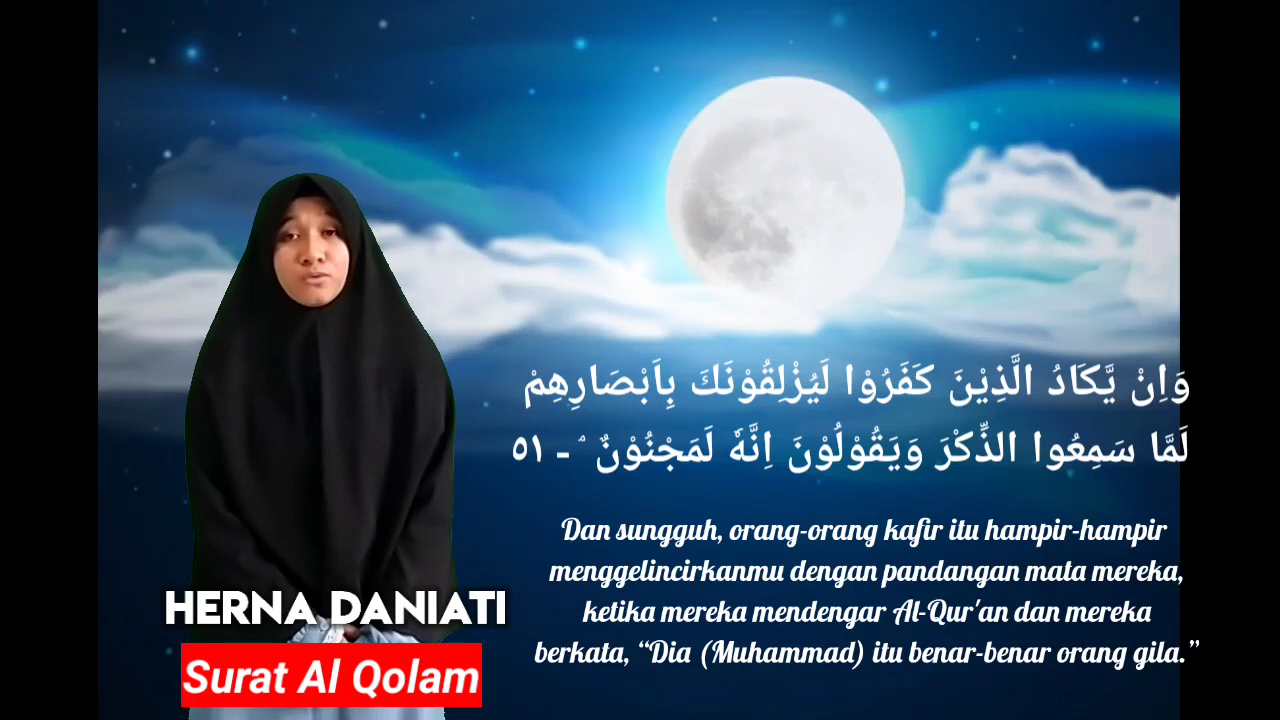 وَاِنْ يَّكَادُ الَّذِيْنَ كَفَرُوْا لَيُزْلِقُوْنَكَ بِاَبْصَارِهِمْ
لَمَّا سَمِعُوا الذِّكْرَ وَيَقُوْلُوْنَ اِنَّهٗ لَمَجْنُوْنٌ ۘ - ٥١
Dan sungguh, orang-orang kafir itu hampir-hampir
menggelincirkanmu dengan pandangan mata mereka,
ketika mereka mendengar Al-Qur'an dan mereka
berkata, “Dia (Muhammad) itu benar-benar orang gila.”
HERNA DANIATI
Surat Al Qolam